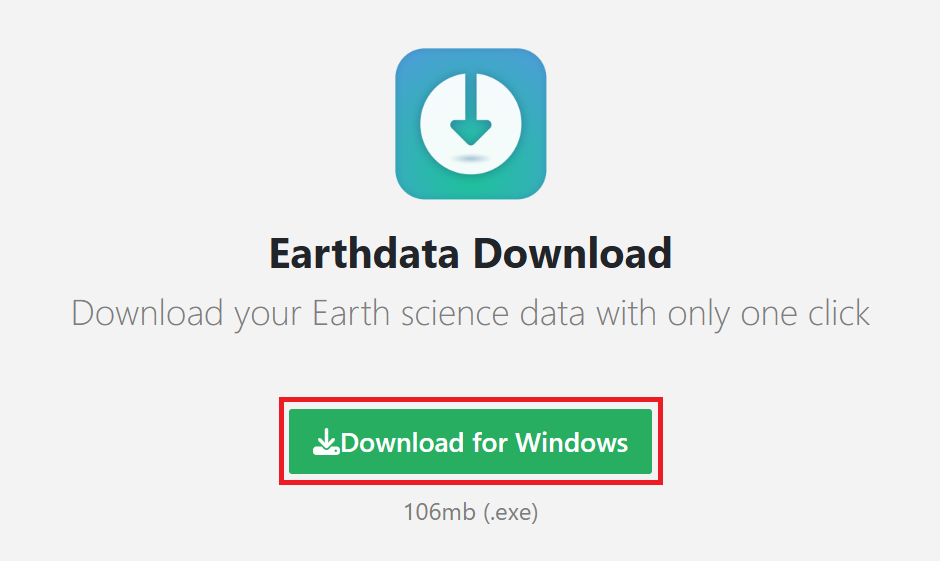 Earthdata Download
Download your Earth science data with only one click
Download for Windows
106mb (.exe)